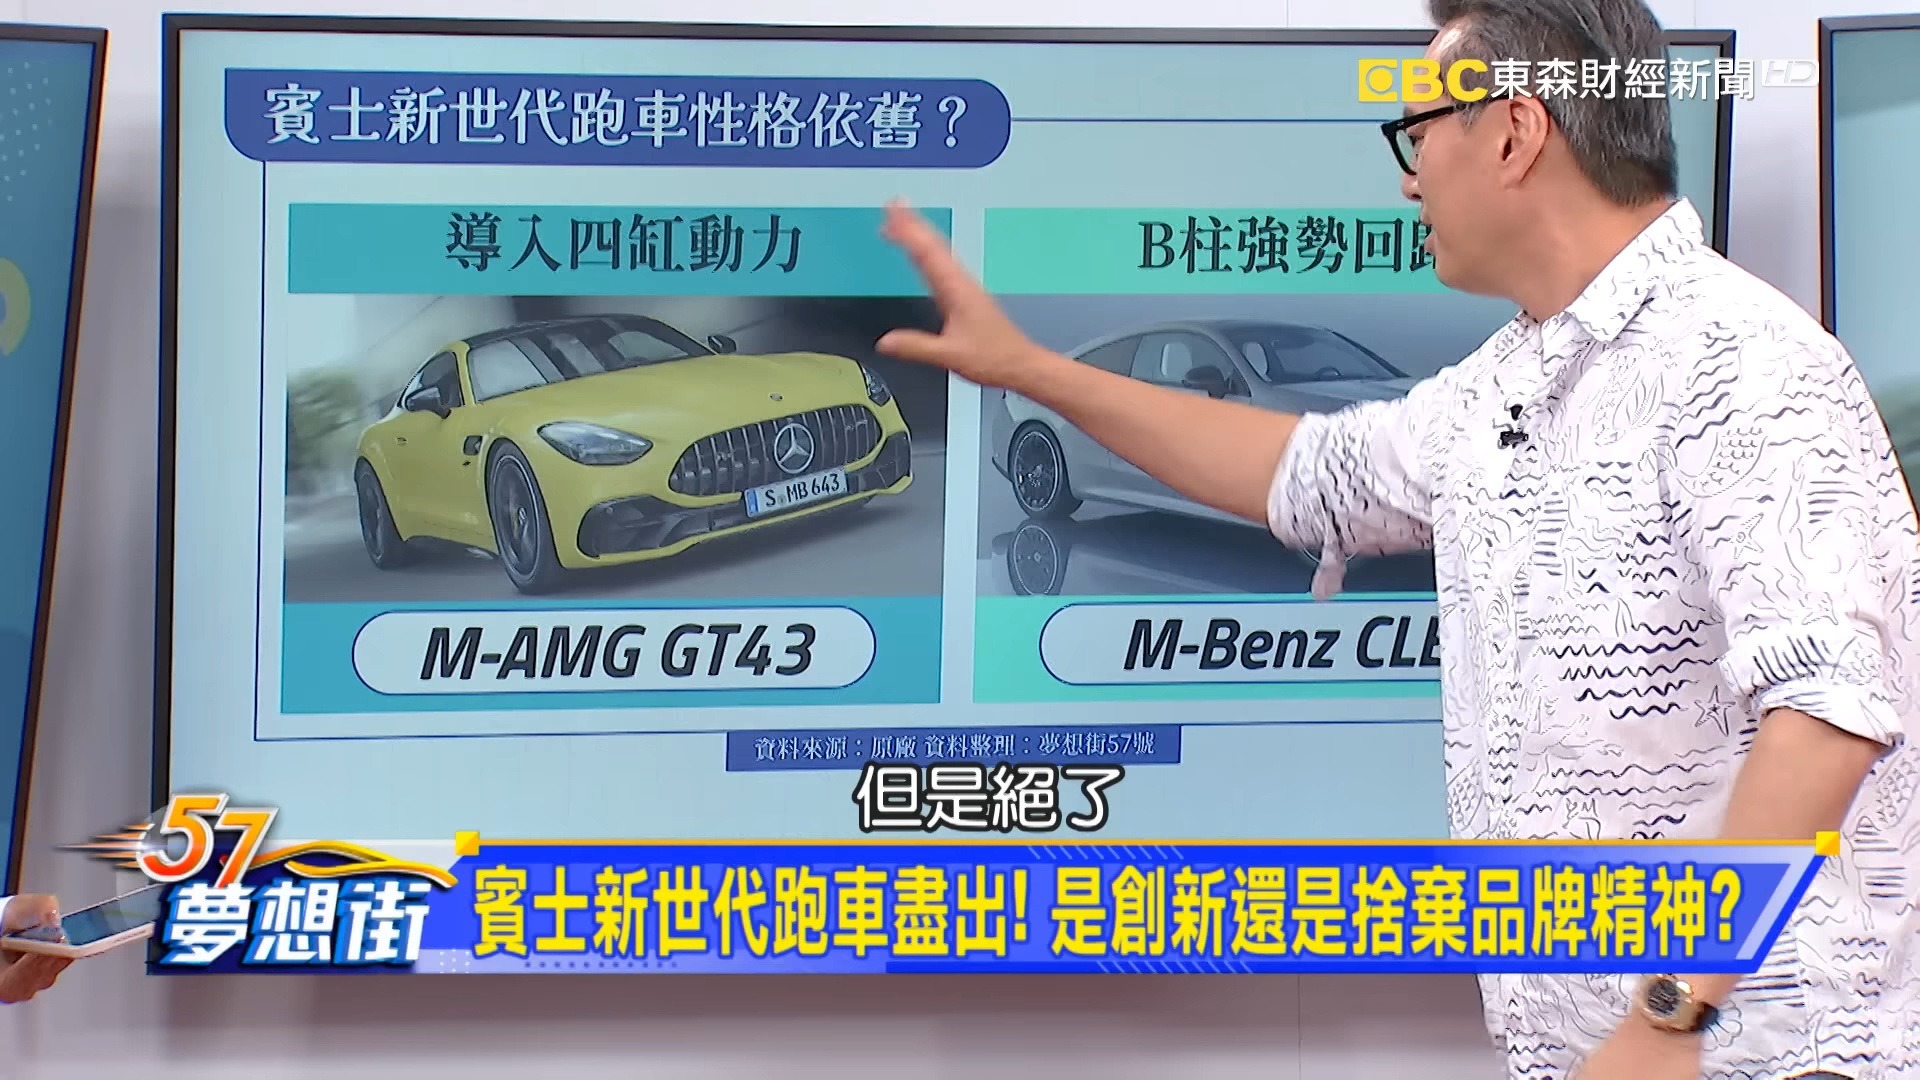 EBC 東森財經新聞 HD
賓士新世代跑車性格依舊？
導入四缸動力
B柱強勢回
S MB 643
M-AMG GT43
M-Benz CLE
資料來源：原廠 資料整理：夢想街57號
但是絕了
57
夢想街
賓士新世代跑車盡出! 是創新還是捨棄品牌精神?